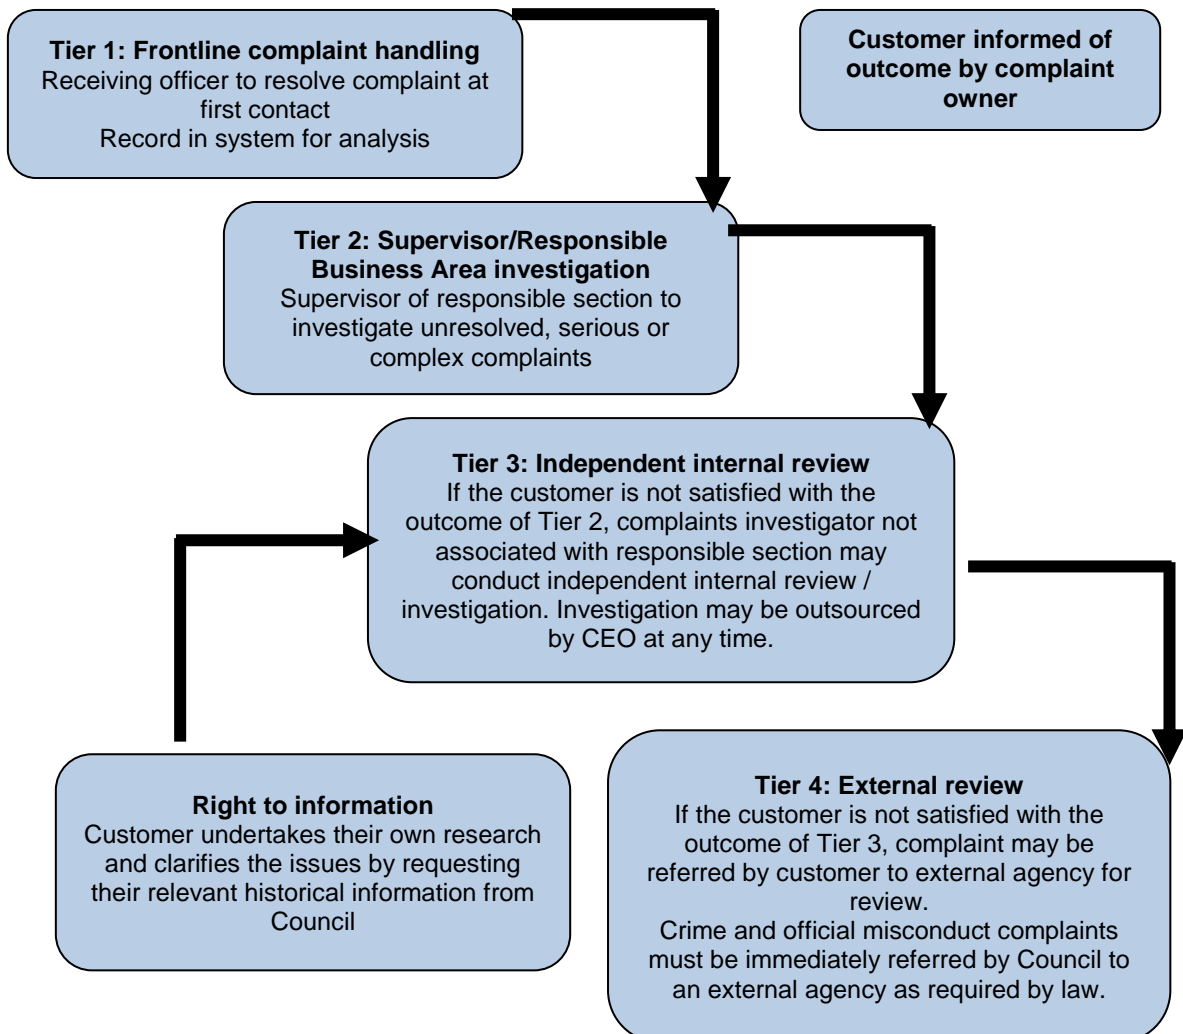 Tier 1: Frontline complaint handling
Receiving officer to resolve complaint at
first contact
Record in system for analysis
Customer informed of
outcome by complaint
owner
Tier 2: Supervisor/Responsible
Business Area investigation
Supervisor of responsible section to
investigate unresolved, serious or
complex complaints
Tier 3: Independent internal review
If the customer is not satisfied with the
outcome of Tier 2, complaints investigator not
associated with responsible section may
conduct independent internal review /
investigation. Investigation may be outsourced
by CEO at any time.
Right to information
Customer undertakes their own research
and clarifies the issues by requesting
their relevant historical information from
Council
Tier 4: External review
If the customer is not satisfied with the
outcome of Tier 3, complaint may be
referred by customer to external agency for
review.
Crime and official misconduct complaints
must be immediately referred by Council to
an external agency as required by law.